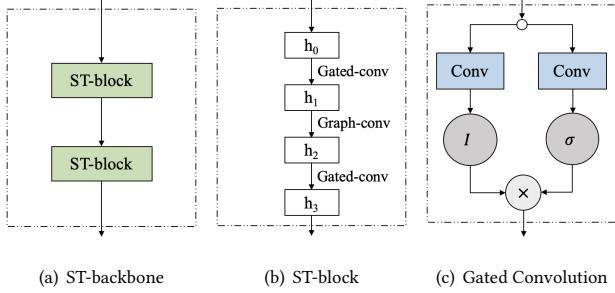 ST-block
ST-block
(a) ST-backbone
h₀
Gated-conv
h₁
Graph-conv
h₂
Gated-conv
h₃
(b) ST-block
Conv Conv
I σ
×
(c) Gated Convolution